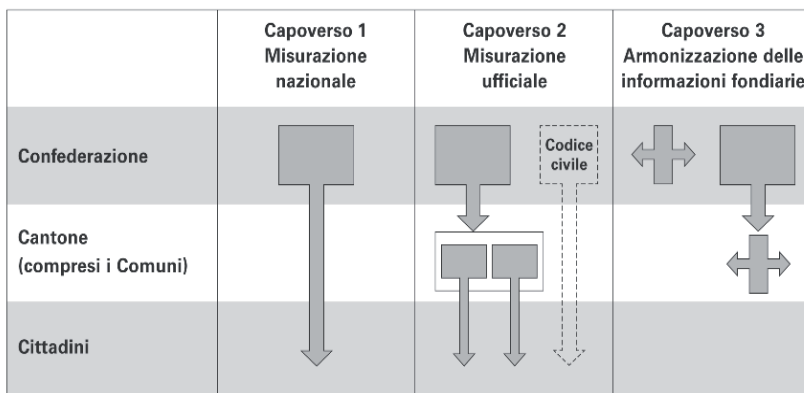 Capoverso 1
Misurazione
nazionale
Capoverso 2
Misurazione
ufficiale
Capoverso 3
Armonizzazione delle
informazioni fondiarie
Confederazione
Codice
civile
Cantone
(compresi i Comuni)
Cittadini